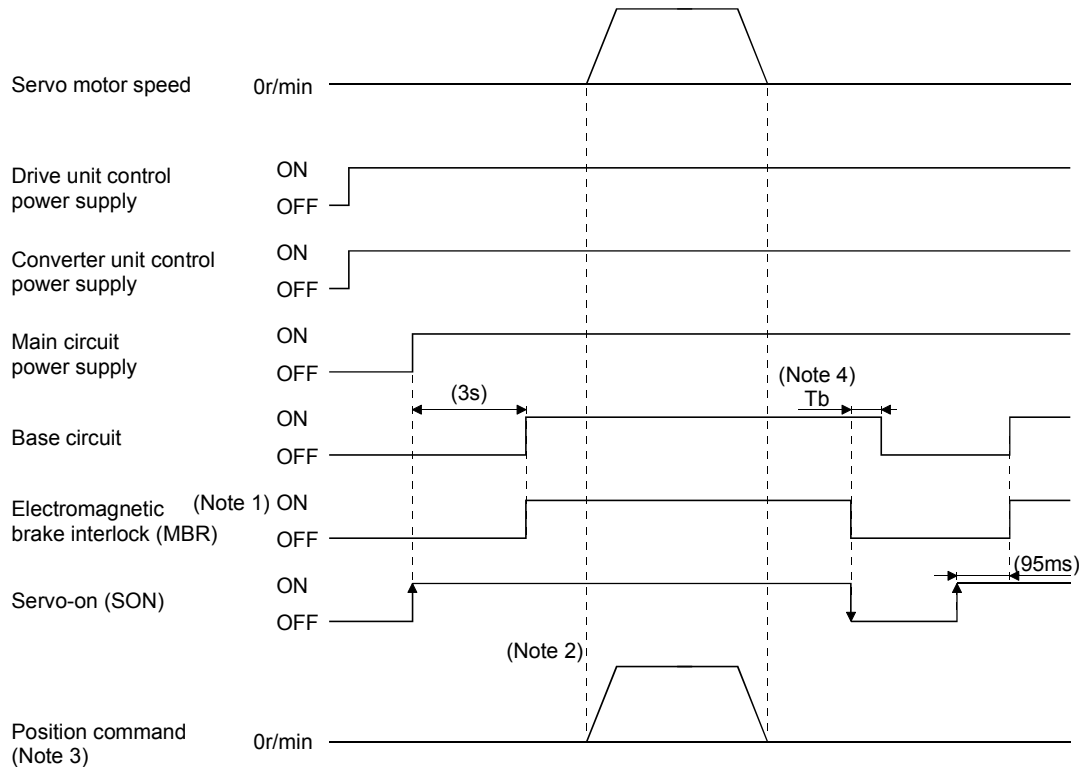 Servo motor speed 0r/min
Drive unit control
power supply
ON
OFF
Converter unit control
power supply
ON
OFF
Main circuit
power supply
ON
OFF
(3s)
(Note 4)
Tb
Base circuit
ON
OFF
Electromagnetic
brake interlock (MBR)
(Note 1) ON
OFF
(95ms)
Servo-on (SON)
ON
OFF
(Note 2)
Position command
(Note 3)
0r/min